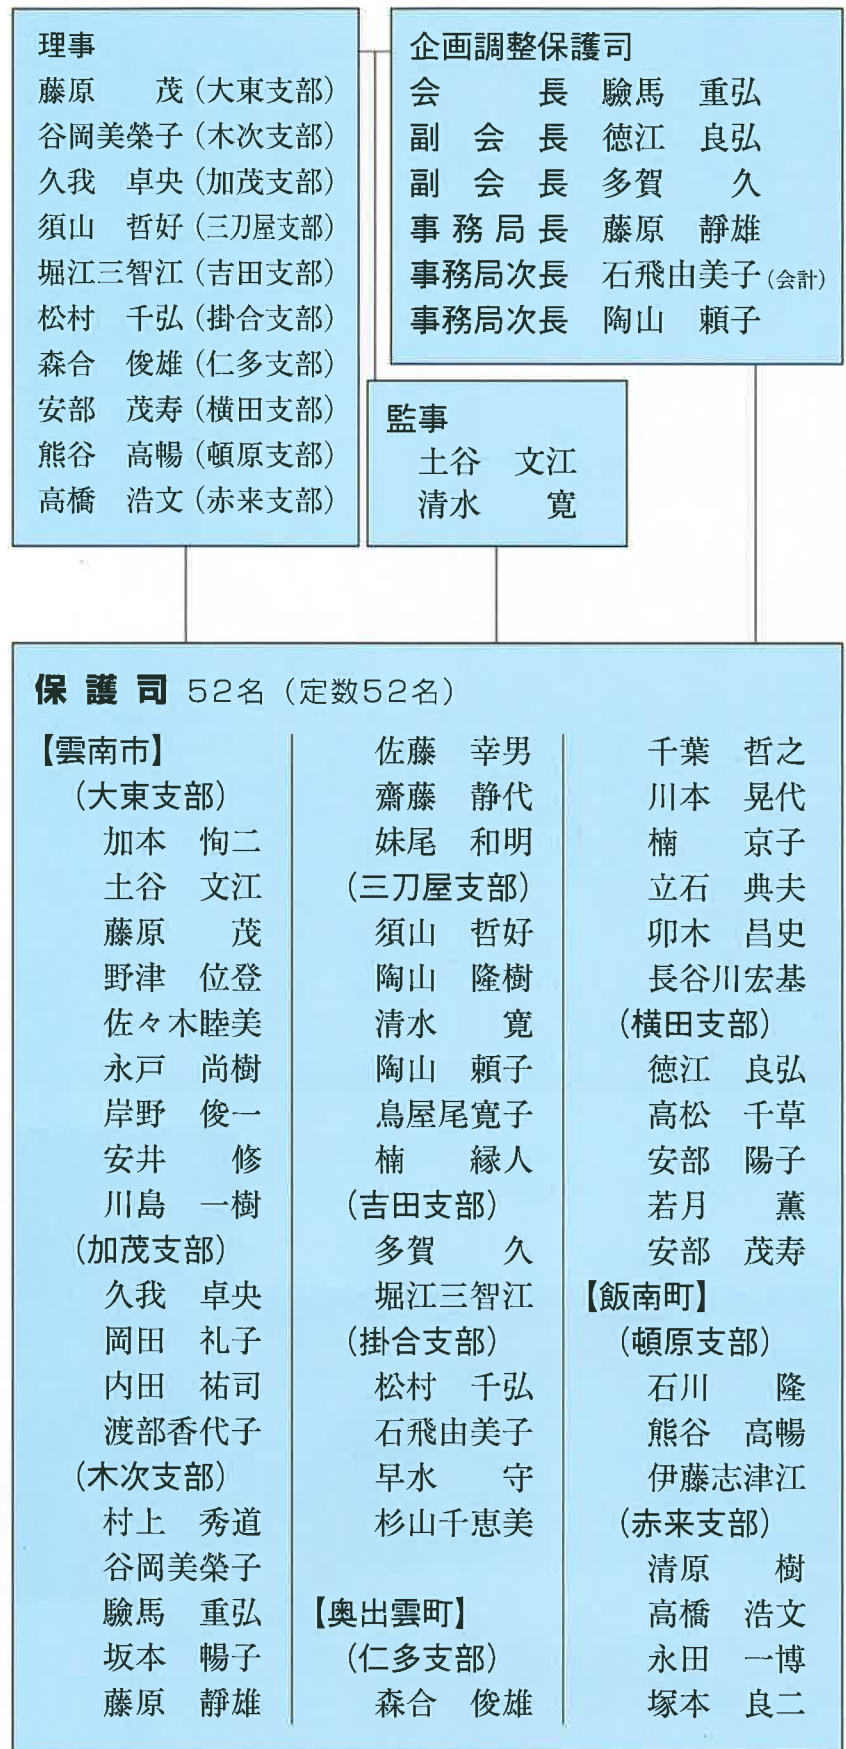 理事
藤原　茂（大東支部）
谷岡美榮子（木次支部）
久我　卓央（加茂支部）
須山　哲好（三刀屋支部）
堀江三智江（吉田支部）
松村　千弘（掛合支部）
森合　俊雄（仁多支部）
安部　茂寿（横田支部）
熊谷　高暢（頓原支部）
高橋　浩文（赤来支部）
企画調整保護司
会長　驗馬　重弘
副会長　徳江　良弘
副会長　多賀　久
事務局長　藤原　靜雄
事務局次長　石飛由美子（会計）
事務局次長　陶山　頼子
監事
土谷　文江
清水　寛
保護司 52名（定数52名）
【雲南市】
（大東支部）
加本　恂二
土谷　文江
藤原　茂
野津　位登
佐々木睦美
永戸　尚樹
岸野　俊一
安井　修
川島　一樹
（加茂支部）
久我　卓央
岡田　礼子
内田　祐司
渡部香代子
（木次支部）
村上　秀道
谷岡美榮子
驗馬　重弘
坂本　暢子
藤原　靜雄
佐藤　幸男
齋藤　静代
妹尾　和明
（三刀屋支部）
須山　哲好
陶山　隆樹
清水　寛
陶山　頼子
鳥屋尾寛子
楠　縁人
（吉田支部）
多賀　久
堀江三智江
（掛合支部）
松村　千弘
石飛由美子
早水　守
杉山千恵美
【奥出雲町】
（仁多支部）
森合　俊雄
千葉　哲之
川本　晃代
楠　京子
立石　典夫
卯木　昌史
長谷川宏基
（横田支部）
徳江　良弘
高松　千草
安部　陽子
若月　薫
安部　茂寿
【飯南町】
（頓原支部）
石川　隆
熊谷　高暢
伊藤志津江
（赤来支部）
清原　樹
高橋　浩文
永田　一博
塚本　良二